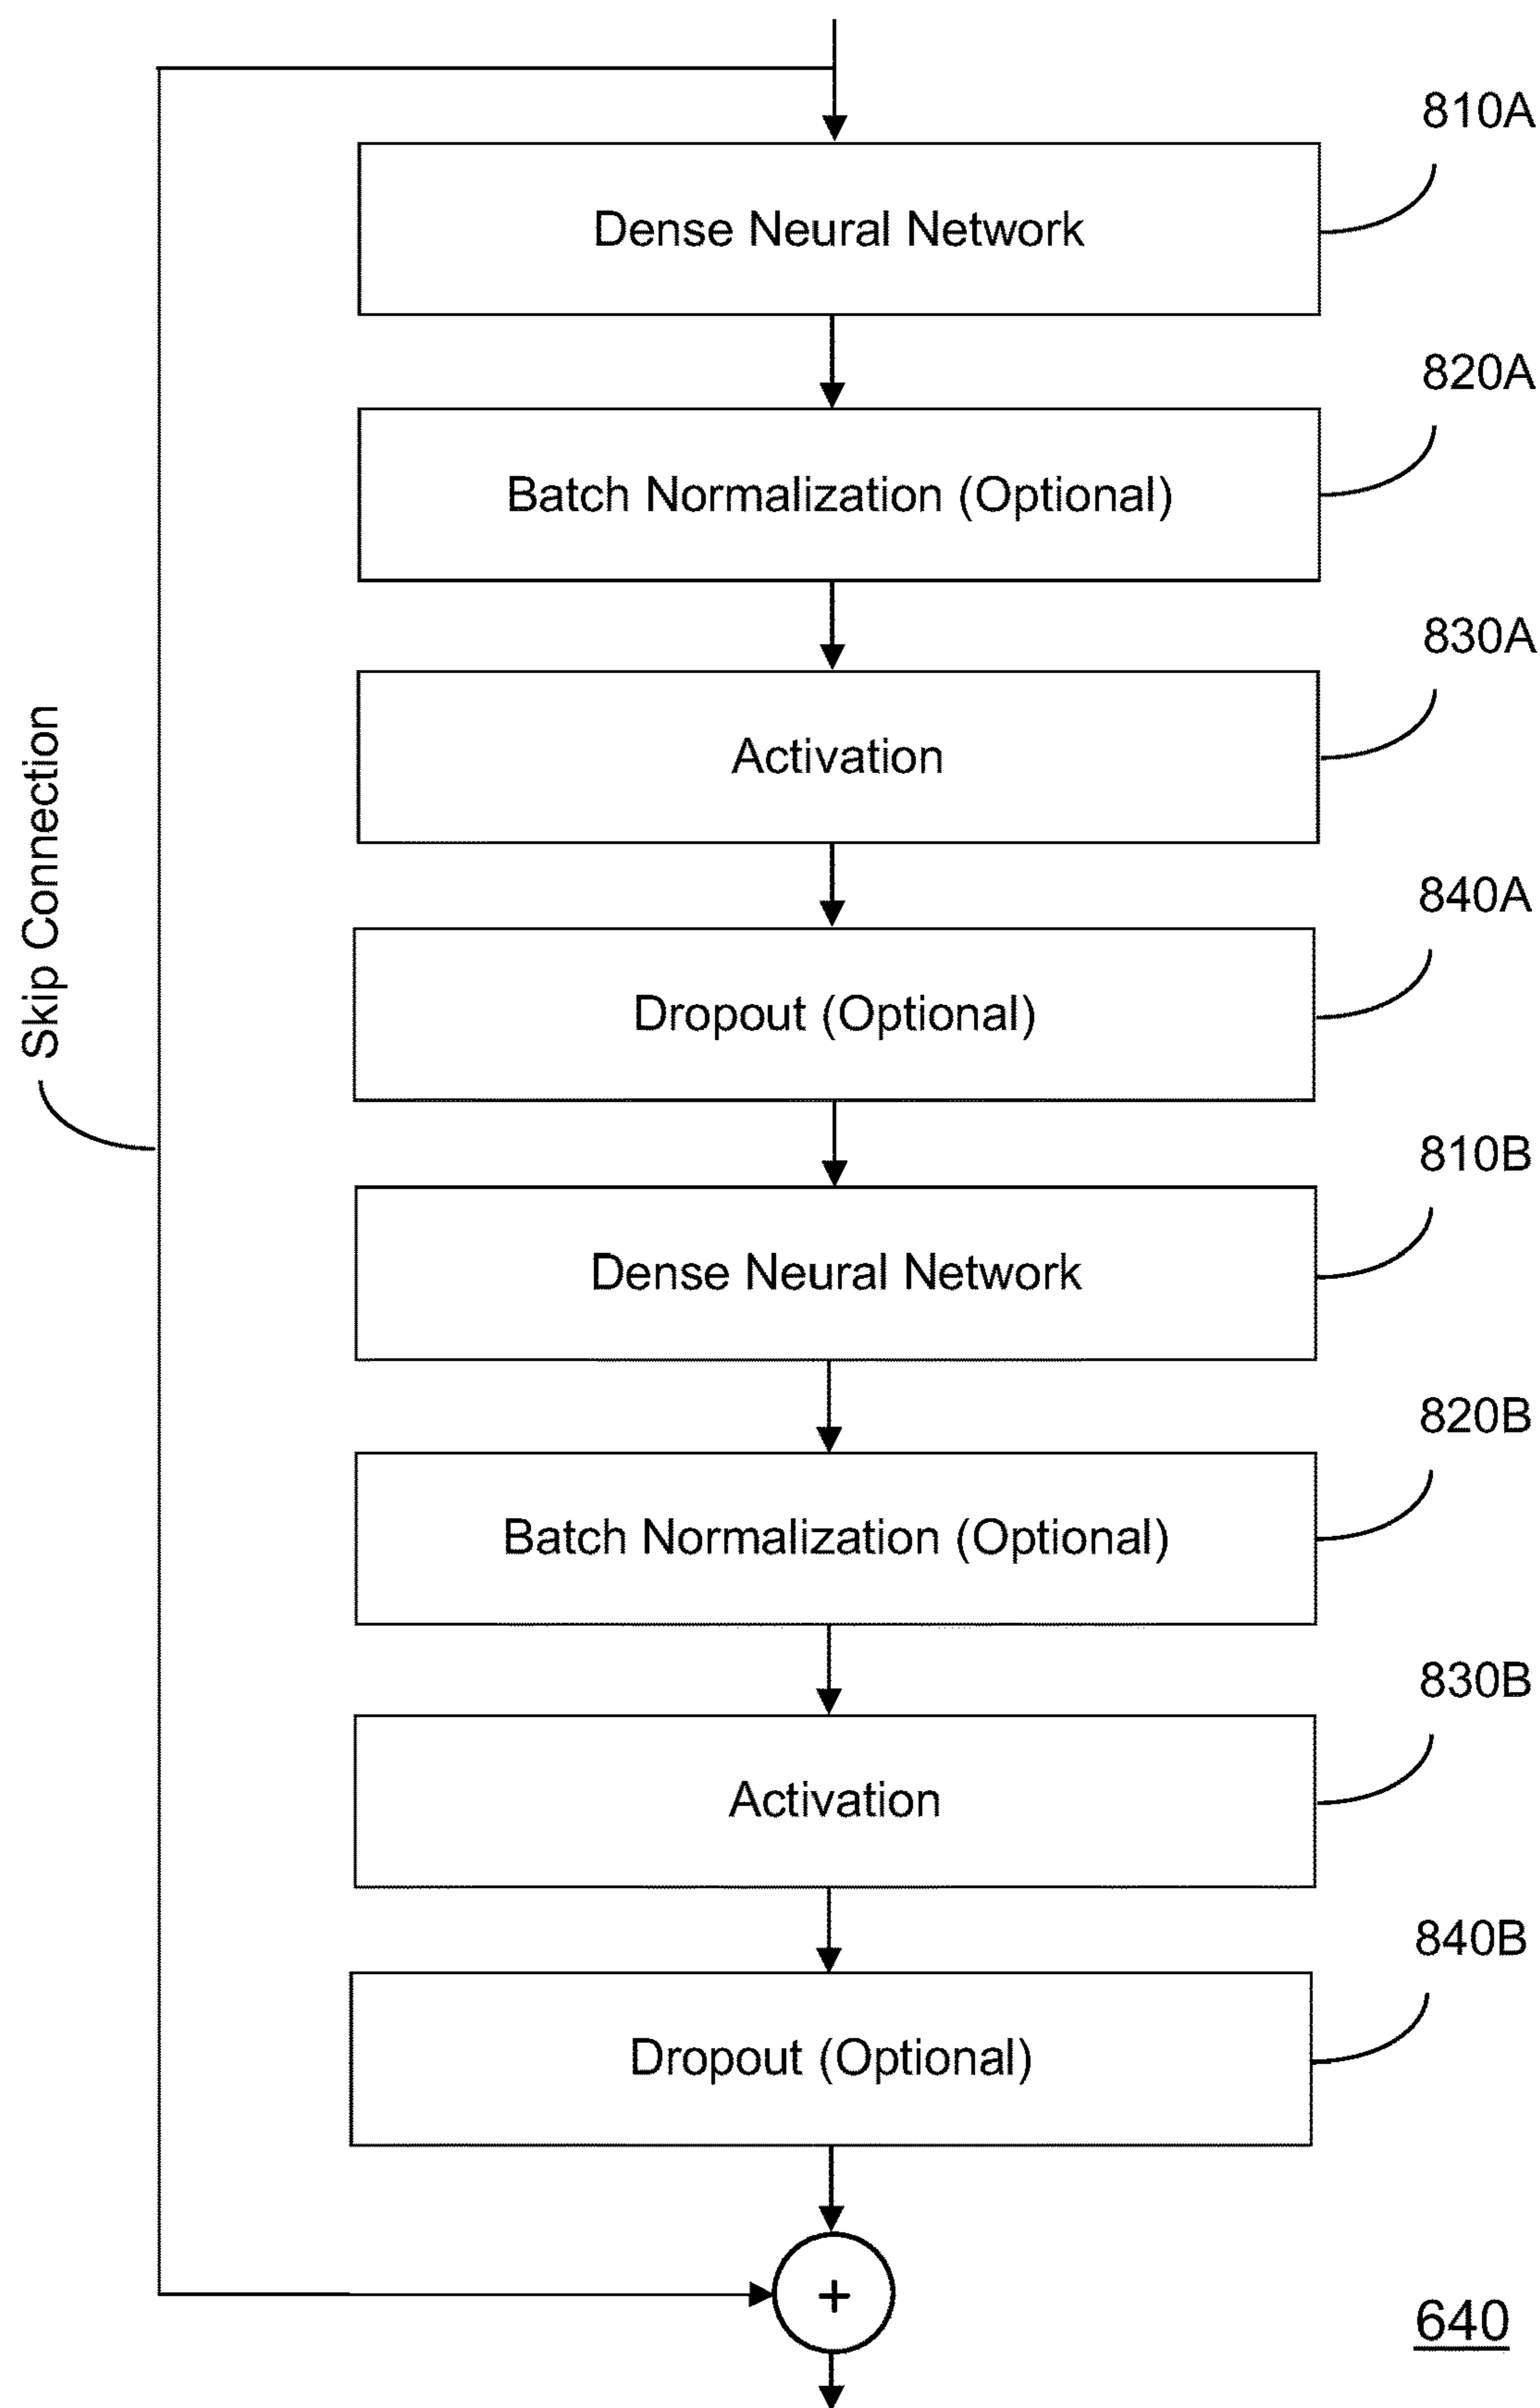 810A
Dense Neural Network
820A
Batch Normalization (Optional)
830A
Activation
Skip Connection
840A
Dropout (Optional)
810B
Dense Neural Network
820B
Batch Normalization (Optional)
830B
Activation
840B
Dropout (Optional)
+
640